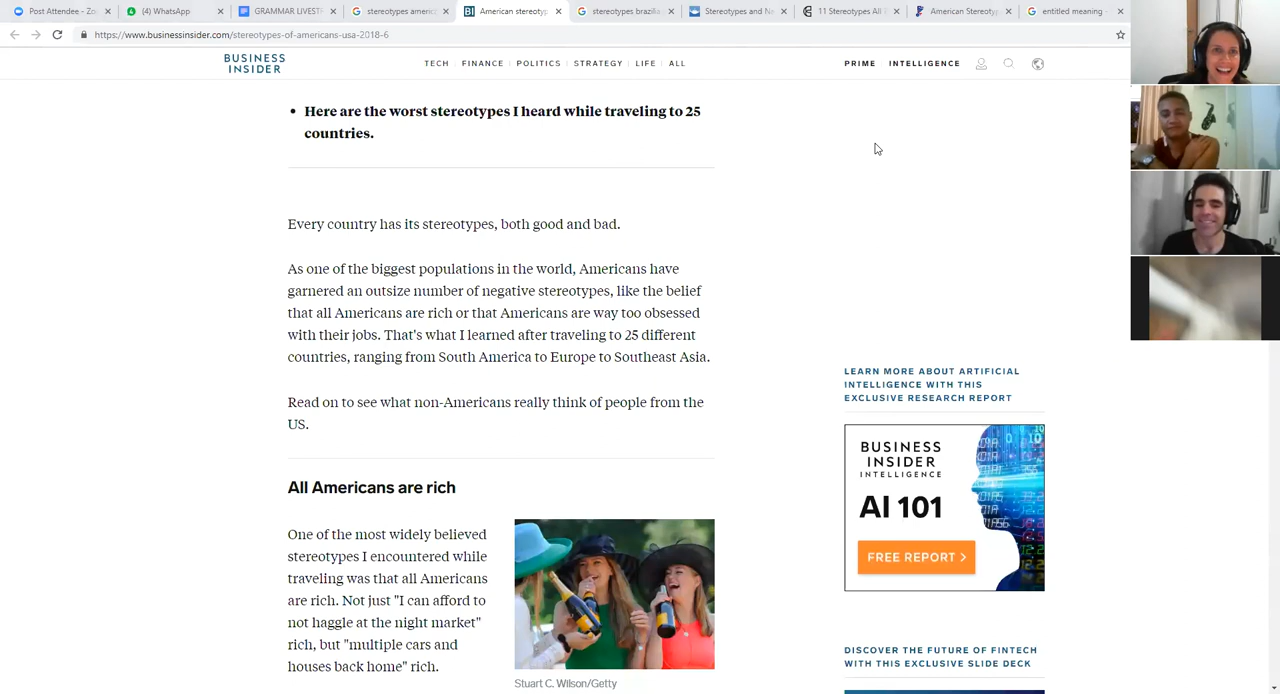 Post Attendee - Zo
(4) WhatsApp
GRAMMAR LIVEST
stereotypes americ
American stereotyp
stereotypes brazilia
Stereotypes and Na
11 Stereotypes All
American Stereotyp
entitled meaning -
https://www.businessinsider.com/stereotypes-of-americans-usa-2018-6
BUSINESS
INSIDER
TECH FINANCE POLITICS STRATEGY LIFE ALL
PRIME INTELLIGENCE
• Here are the worst stereotypes I heard while traveling to 25
countries.
Every country has its stereotypes, both good and bad.
As one of the biggest populations in the world, Americans have
garnered an outsize number of negative stereotypes, like the belief
that all Americans are rich or that Americans are way too obsessed
with their jobs. That's what I learned after traveling to 25 different
countries, ranging from South America to Europe to Southeast Asia.
Read on to see what non-Americans really think of people from the
US.
All Americans are rich
One of the most widely believed
stereotypes I encountered while
traveling was that all Americans
are rich. Not just "I can afford to
not haggle at the night market"
rich, but "multiple cars and
houses back home" rich.
Stuart C. Wilson/Getty
LEARN MORE ABOUT ARTIFICIAL
INTELLIGENCE WITH THIS
EXCLUSIVE RESEARCH REPORT
BUSINESS
INSIDER
INTELLIGENCE
AI 101
FREE REPORT >
DISCOVER THE FUTURE OF FINTECH
WITH THIS EXCLUSIVE SLIDE DECK